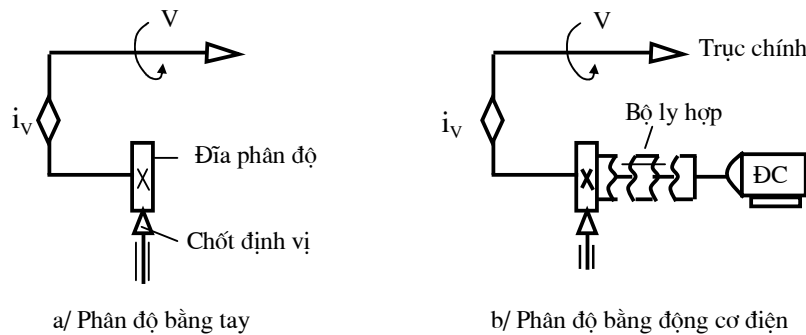 V
i_V
Đĩa phân độ
Chốt định vị
a/ Phân độ bằng tay
V
Trục chính
i_V
Bộ ly hợp
ĐC
b/ Phân độ bằng động cơ điện